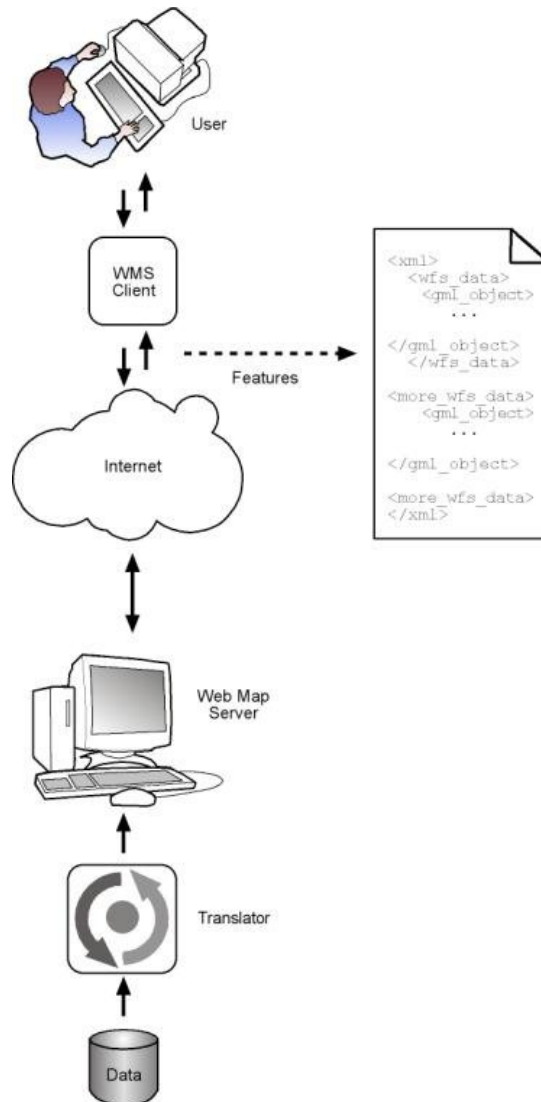 User
WMS
Client
Features
<xml>
<wfs_data>
<gml_object>
...
</gml_object>
</wfs_data>
<more_wfs_data>
<gml_object>
...
</gml_object>
<more_wfs_data>
</xml>
Internet
Web Map
Server
Translator
Data